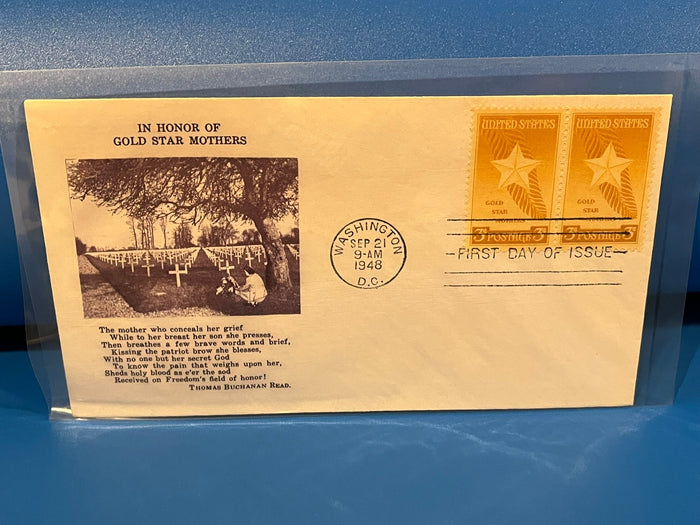 IN HONOR OF
GOLD STAR MOTHERS
The mother who conceals her grief
While to her breast her son she presses,
Then breathes a few brave words and brief,
Kissing the patriot brow she blesses,
With no one but her secret God
To know the pain that weighs upon her,
Sheds holy blood as e'er the sod
Received on Freedom's field of honor!
THOMAS BUCHANAN READ.
WASHINGTON
SEP 21
9-AM
1948
D.C.
UNITED STATES
GOLD
STAR
MOTHERS
3¢ POSTAGE 3¢
UNITED STATES
GOLD
STAR
3¢ POSTAGE 3¢
-FIRST DAY OF ISSUE-